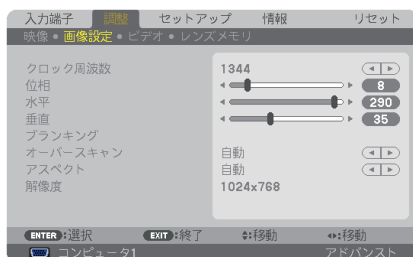 入力端子 調整 セットアップ 情報 リセット
映像 ● 画像設定 ● ビデオ ● レンズメモリ
クロック周波数 1344
位相 8
水平 290
垂直 35
ブランキング
オーバースキャン 自動
アスペクト 自動
解像度 1024x768
ENTER:選択 EXIT:終了 :移動 :移動
コンピュータ1 アドバンスト